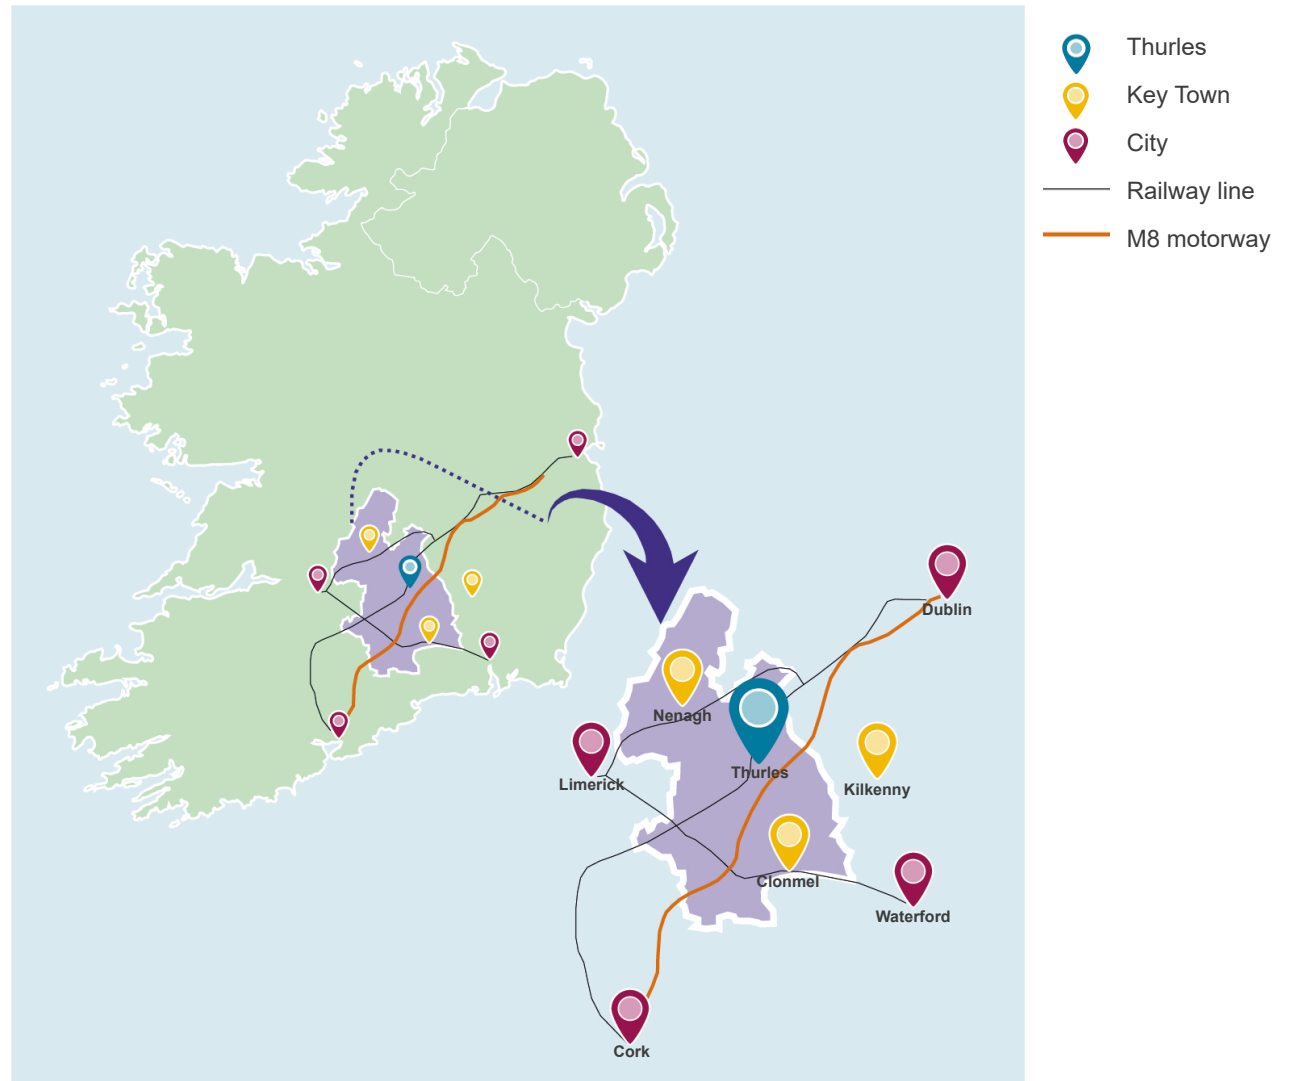 Thurles
Key Town
City
Railway line
M8 motorway
Dublin
Nenagh
Thurles
Limerick
Kilkenny
Clonmel
Waterford
Cork